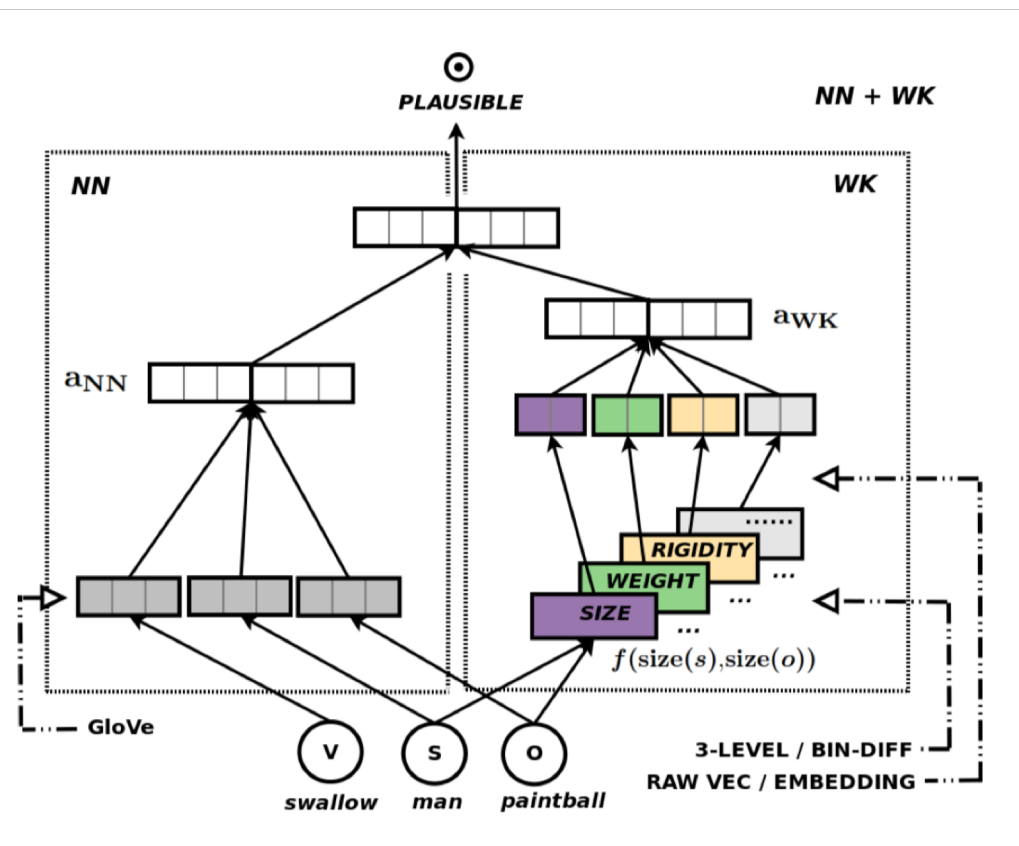 PLAUSIBLE
NN + WK
NN
WK
a_WK
a_NN
......
RIGIDITY
...
WEIGHT
...
SIZE
...
f(size(s),size(o))
GloVe
V
S
O
3-LEVEL / BIN-DIFF
RAW VEC / EMBEDDING
swallow
man
paintball